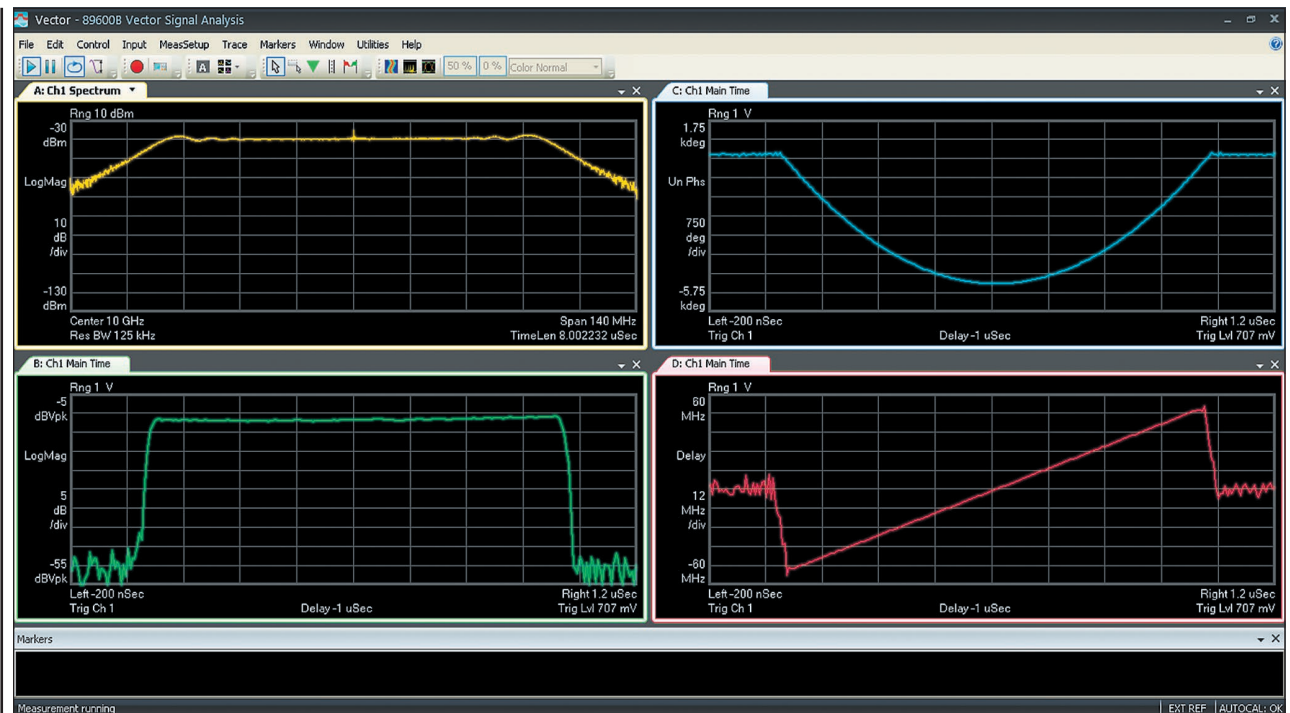 Vector - 89600B Vector Signal Analysis
File Edit Control Input MeasSetup Trace Markers Window Utilities Help
A 50 % 0 % Color Normal
A: Ch1 Spectrum
Rng 10 dBm
-30
dBm
LogMag
10
dB
/div
-130
dBm
Center 10 GHz
Span 140 MHz
Res BW 125 kHz
TimeLen 8.002232 uSec
C: Ch1 Main Time
Rng 1 V
1.75
kdeg
Un Phs
750
deg
/div
-5.75
kdeg
Left -200 nSec
Right 1.2 uSec
Trig Ch 1
Delay -1 uSec
Trig Lvl 707 mV
B: Ch1 Main Time
Rng 1 V
-5
dBVpk
LogMag
5
dB
/div
-55
dBVpk
Left -200 nSec
Right 1.2 uSec
Trig Ch 1
Delay -1 uSec
Trig Lvl 707 mV
D: Ch1 Main Time
Rng 1 V
60
MHz
Delay
12
MHz
/div
-60
MHz
Left -200 nSec
Right 1.2 uSec
Trig Ch 1
Delay -1 uSec
Trig Lvl 707 mV
Markers
Measurement running
EXT REF AUTOCAL: OK